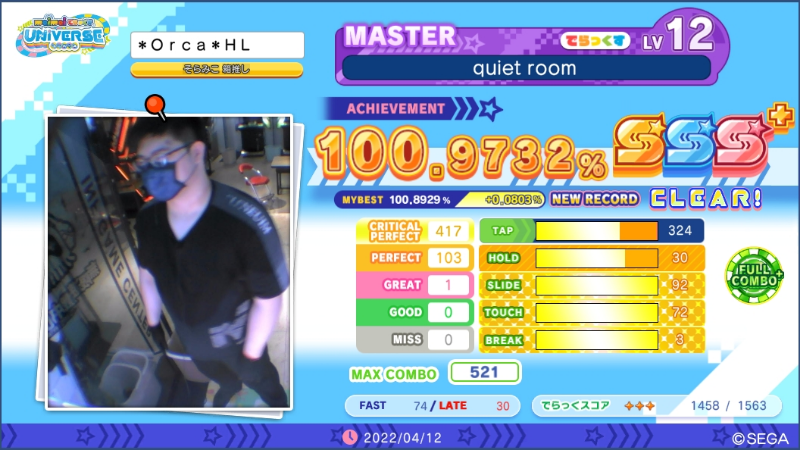 maimai でらっくす
UNiVERSE
*Orca*HL
そらみこ 箱推し
MASTER
でらっくす
LV 12
quiet room
ACHIEVEMENT
100.9732%
SSS+
MYBEST 100.8929%
+0.0803%
NEW RECORD
CLEAR!
CRITICAL PERFECT 417
PERFECT 103
GREAT 1
GOOD 0
MISS 0
TAP 324
HOLD 30
SLIDE 92
TOUCH 72
BREAK 3
FULL COMBO+
MAX COMBO 521
FAST 74 / LATE 30
でらっくスコア 1458 / 1563
2022/04/12
©SEGA